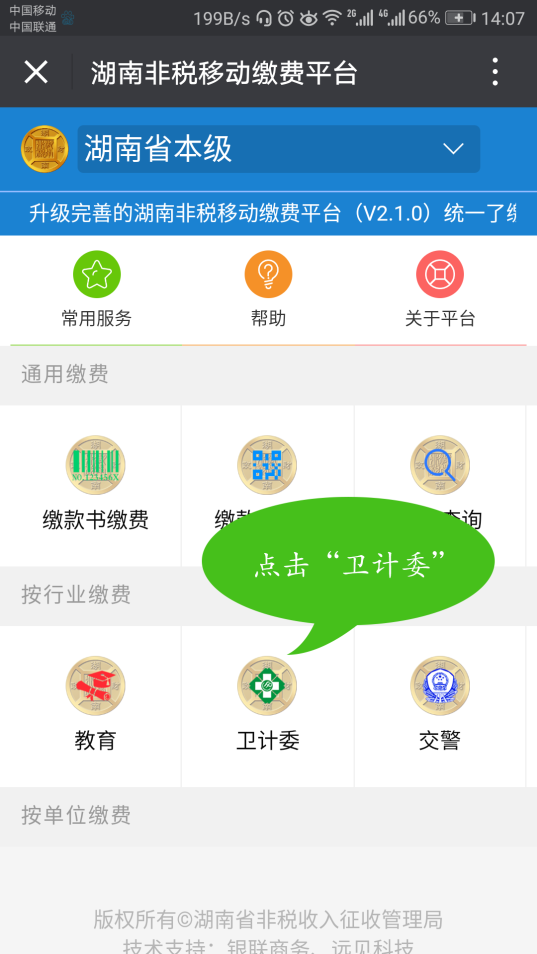 中国移动
中国联通
199B/s 2G 4G 66% 14:07
湖南非税移动缴费平台
湖南省本级
升级完善的湖南非税移动缴费平台（V2.1.0）统一了
常用服务 帮助 关于平台
通用缴费
缴款书缴费 缴 查询
点击“卫计委”
按行业缴费
教育 卫计委 交警
按单位缴费
版权所有©湖南省非税收入征收管理局
技术支持：银联商务、远见科技